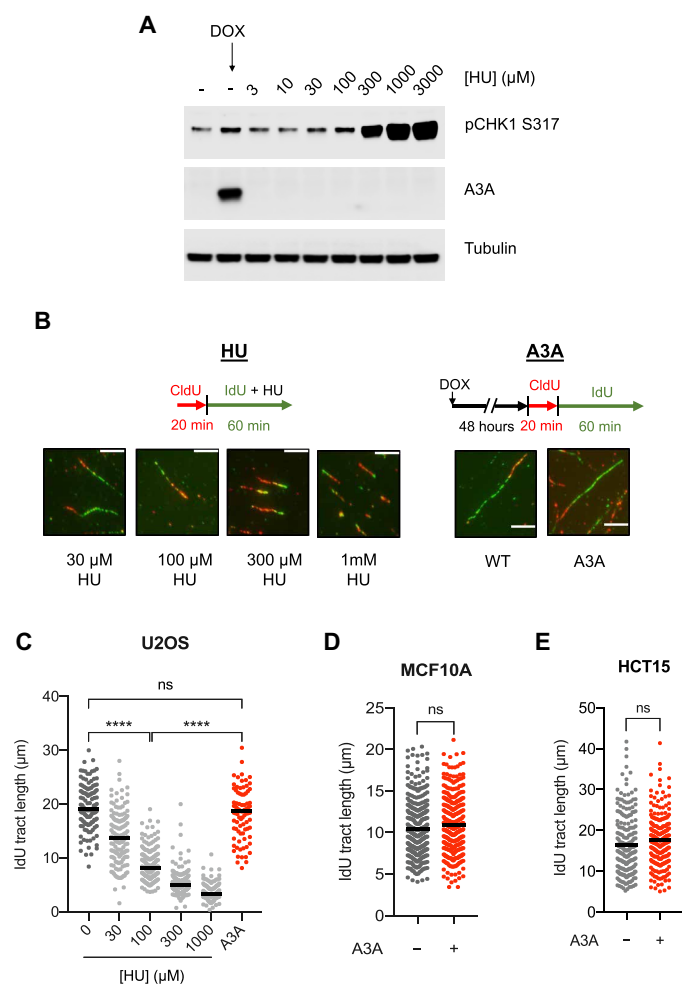 A
DOX
- - 3 10 30 100 300 1000 3000 [HU] (µM)
pCHK1 S317
A3A
Tubulin
B
HU
CldU IdU + HU
20 min 60 min
30 µM HU
100 µM HU
300 µM HU
1mM HU
A3A
DOX CldU IdU
48 hours 20 min 60 min
WT A3A
C
U2OS
ns
**** ****
IdU tract length (µm)
40
30
20
10
0
0 30 100 300 1000 A3A
[HU] (µM)
D
MCF10A
ns
IdU tract length (µm)
25
20
15
10
5
0
A3A – +
E
HCT15
ns
IdU tract length (µm)
50
40
30
20
10
0
A3A – +